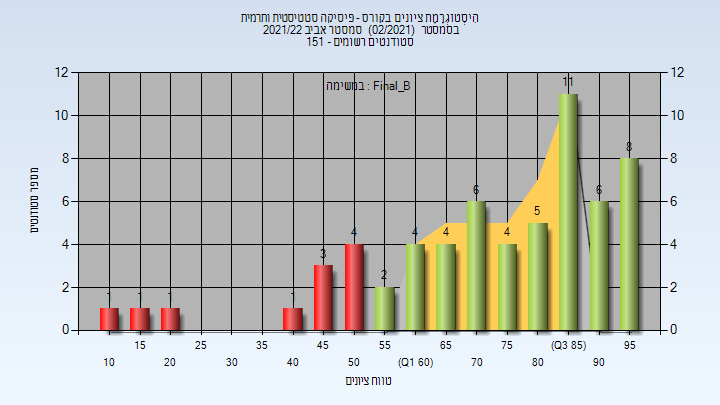 היסטוגרמת ציונים בקורס - פיסיקה סטטיסטית ותרמית
בסמסטר (02/2021) סמסטר אביב 2021/22
סטודנטים רשומים - 151
במשימה : Final_B
12 12
10 10
8 8
6 6
4 4
2 2
0 0
מספר סטודנטים
1 1 1 1 3 4 2 4 4 6 4 5 11 6 8
15 25 35 45 55 65 75 (Q3 85) 95
10 20 30 40 50 (Q1 60) 70 80 90
טווח ציונים